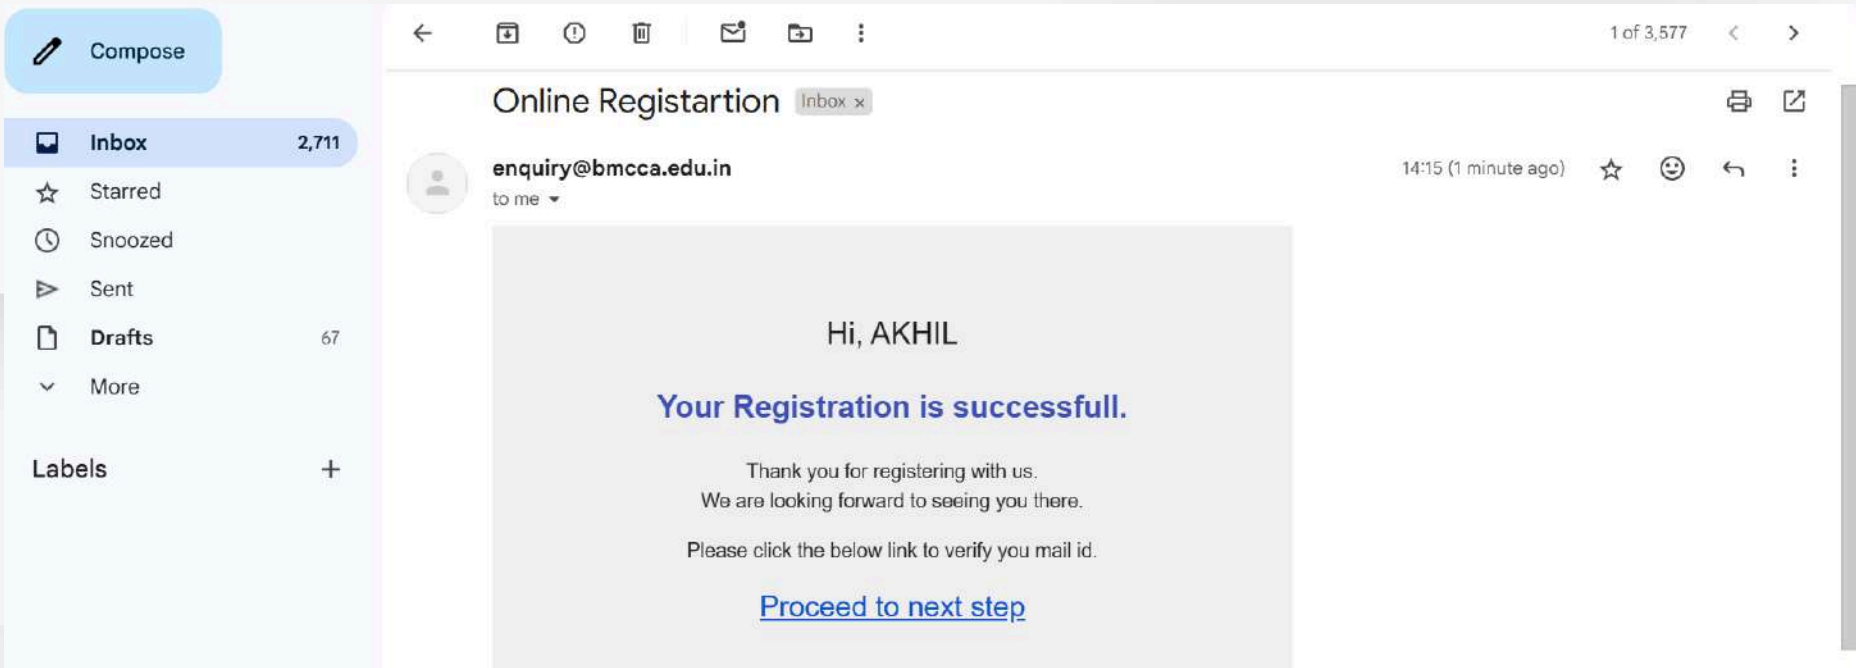 Compose
Inbox 2,711
Starred
Snoozed
Sent
Drafts 67
More
Labels
1 of 3,577
Online Registartion Inbox x
enquiry@bmcca.edu.in 14:15 (1 minute ago)
to me
Hi, AKHIL
Your Registration is successfull.
Thank you for registering with us.
We are looking forward to seeing you there.
Please click the below link to verify you mail id.
Proceed to next step